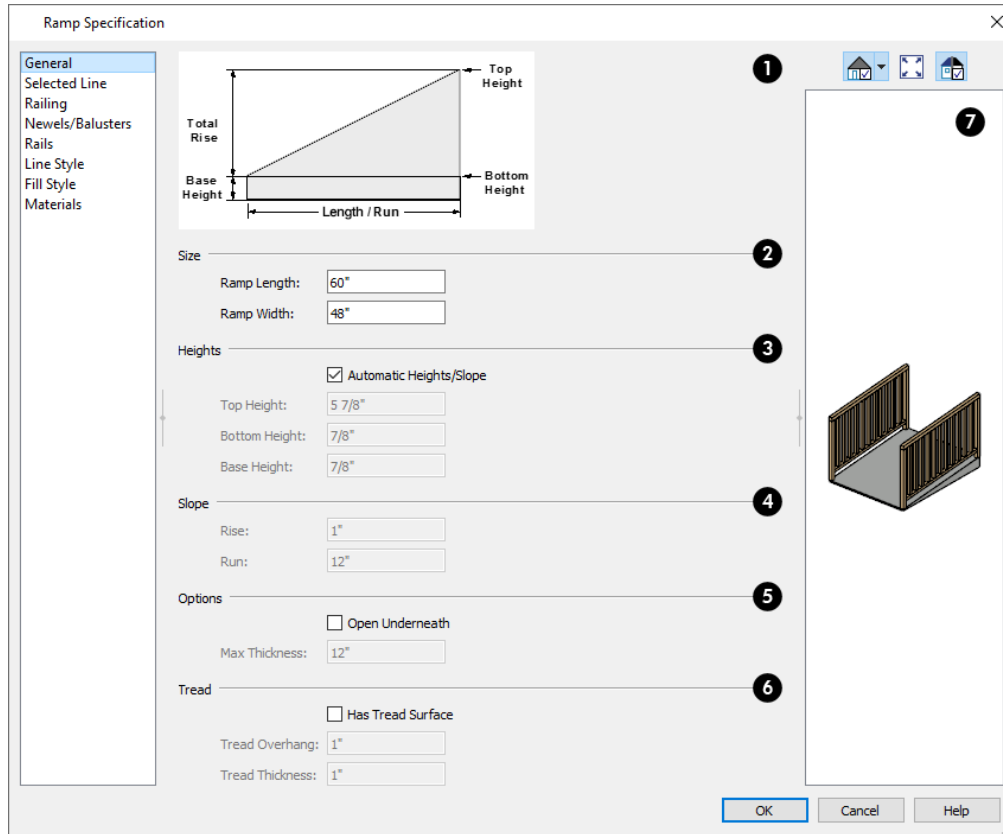 Ramp Specification
General
Selected Line
Railing
Newels/Balusters
Rails
Line Style
Fill Style
Materials
Top
Height
Total
Rise
Base
Height
Bottom
Height
Length / Run
1
Size
2
Ramp Length: 60"
Ramp Width: 48"
Heights
3
Automatic Heights/Slope
Top Height: 5 7/8"
Bottom Height: 7/8"
Base Height: 7/8"
Slope
4
Rise: 1"
Run: 12"
Options
5
Open Underneath
Max Thickness: 12"
Tread
6
Has Tread Surface
Tread Overhang: 1"
Tread Thickness: 1"
7
OK
Cancel
Help